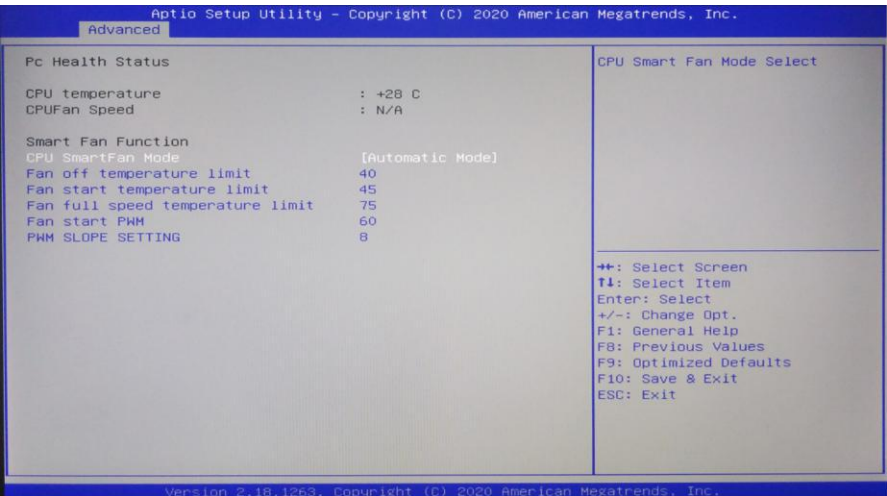 Aptio Setup Utility – Copyright (C) 2020 American Megatrends, Inc.
Advanced
Pc Health Status
CPU temperature : +28 C
CPUFan Speed : N/A
Smart Fan Function
CPU SmartFan Mode [Automatic Mode]
Fan off temperature limit 40
Fan start temperature limit 45
Fan full speed temperature limit 75
Fan start PWM 60
PWM SLOPE SETTING 8
CPU Smart Fan Mode Select
→←: Select Screen
↑↓: Select Item
Enter: Select
+/-: Change Opt.
F1: General Help
F8: Previous Values
F9: Optimized Defaults
F10: Save & Exit
ESC: Exit
Version 2.18.1263. Copyright (C) 2020 American Megatrends, Inc.